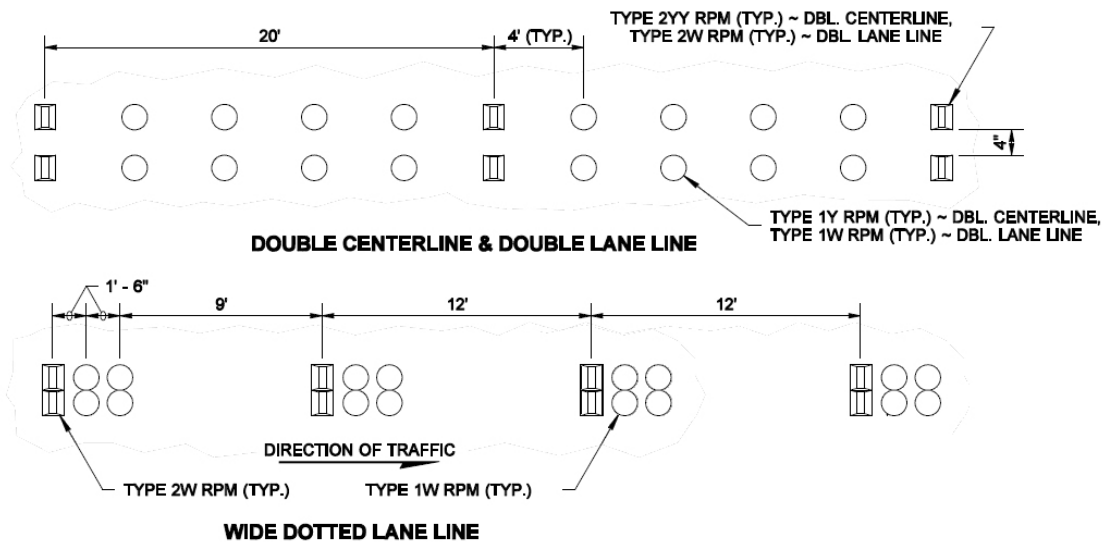 TYPE 2YY RPM (TYP.) ~ DBL. CENTERLINE,
TYPE 2W RPM (TYP.) ~ DBL. LANE LINE
20'
4' (TYP.)
4"
TYPE 1Y RPM (TYP.) ~ DBL. CENTERLINE,
TYPE 1W RPM (TYP.) ~ DBL. LANE LINE
DOUBLE CENTERLINE & DOUBLE LANE LINE
1' - 6"
9'
12'
12'
DIRECTION OF TRAFFIC
TYPE 2W RPM (TYP.)
TYPE 1W RPM (TYP.)
WIDE DOTTED LANE LINE